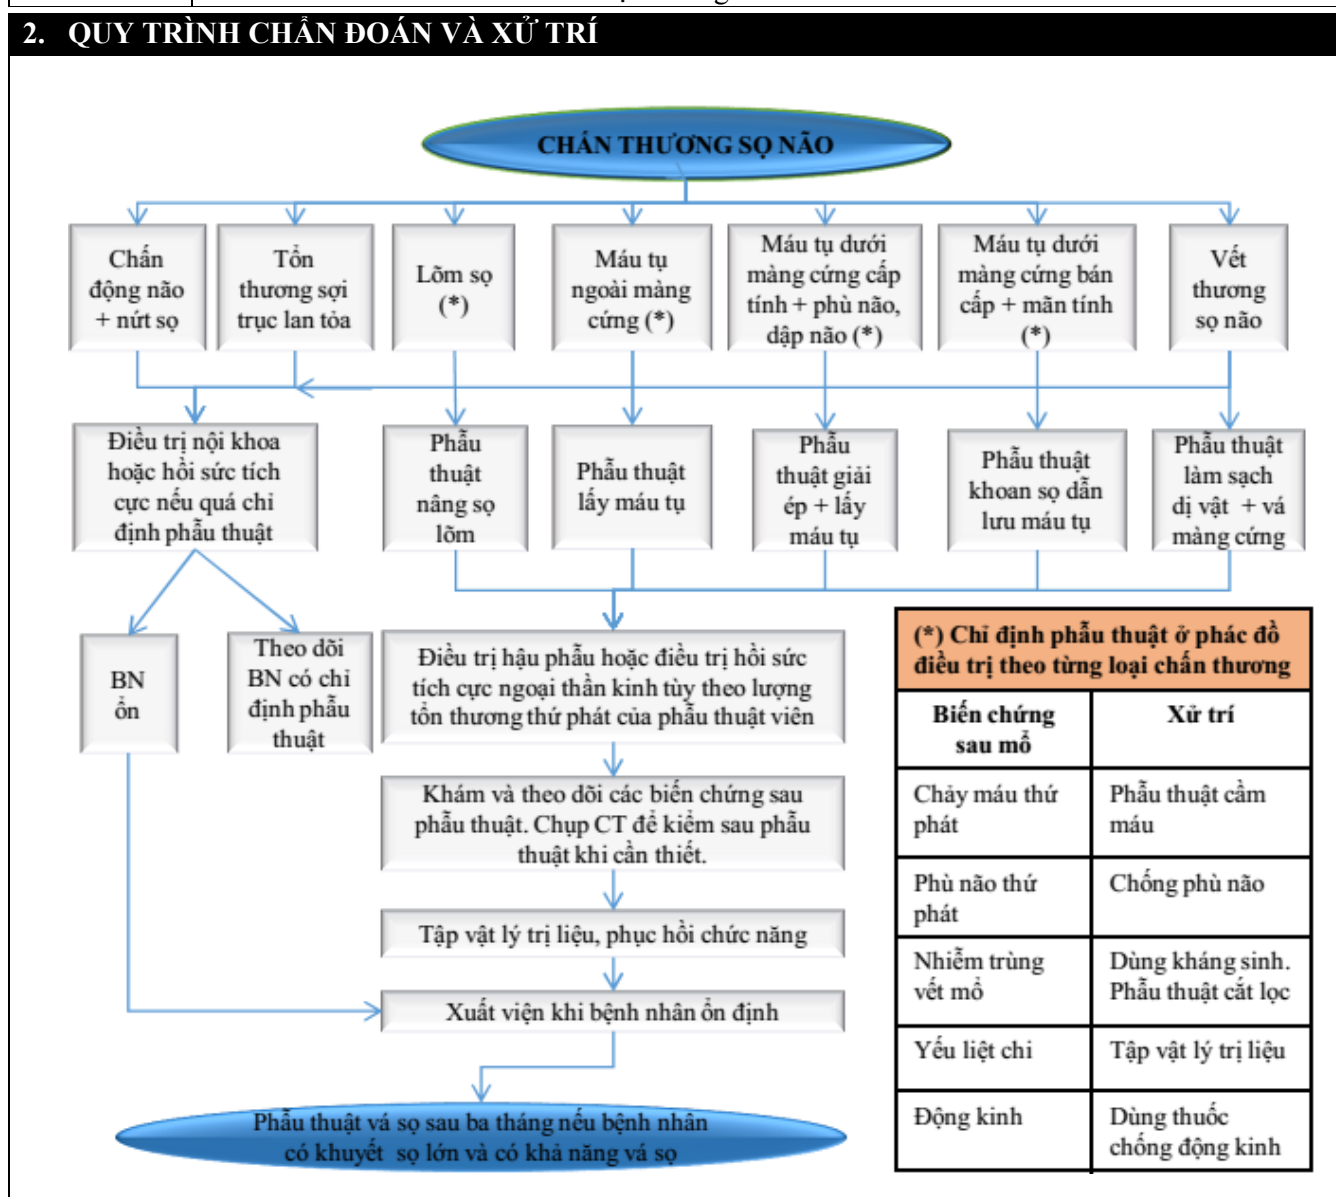 2. QUY TRÌNH CHẨN ĐOÁN VÀ XỬ TRÍ
CHẤN THƯƠNG SỌ NÃO
Chấn
động não
+ nứt sọ
Tổn
thương sợi
trục lan tỏa
Lõm sọ
(*)
Máu tụ
ngoài màng
cứng (*)
Máu tụ dưới
màng cứng cấp
tính + phù não,
dập não (*)
Máu tụ dưới
màng cứng bán
cấp + mãn tính
(*)
Vết
thương
sọ não
Điều trị nội khoa
hoặc hồi sức tích
cực nếu quá chỉ
định phẫu thuật
Phẫu
thuật
nâng sọ
lõm
Phẫu thuật
lấy máu tụ
Phẫu
thuật giải
ép + lấy
máu tụ
Phẫu thuật
khoan sọ dẫn
lưu máu tụ
Phẫu thuật
làm sạch
dị vật + vá
màng cứng
BN
ổn
Theo dõi
BN có chỉ
định phẫu
thuật
Điều trị hậu phẫu hoặc điều trị hồi sức
tích cực ngoại thần kinh tùy theo lượng
tổn thương thứ phát của phẫu thuật viên
Khám và theo dõi các biến chứng sau
phẫu thuật. Chụp CT để kiểm sau phẫu
thuật khi cần thiết.
Tập vật lý trị liệu, phục hồi chức năng
Xuất viện khi bệnh nhân ổn định
Phẫu thuật vá sọ sau ba tháng nếu bệnh nhân
có khuyết sọ lớn và có khả năng vá sọ
(*) Chỉ định phẫu thuật ở phác đồ
điều trị theo từng loại chấn thương
Biến chứng
sau mổ
Xử trí
Chảy máu thứ
phát
Phẫu thuật cầm
máu
Phù não thứ
phát
Chống phù não
Nhiễm trùng
vết mổ
Dùng kháng sinh.
Phẫu thuật cắt lọc
Yếu liệt chi
Tập vật lý trị liệu
Động kinh
Dùng thuốc
chống động kinh